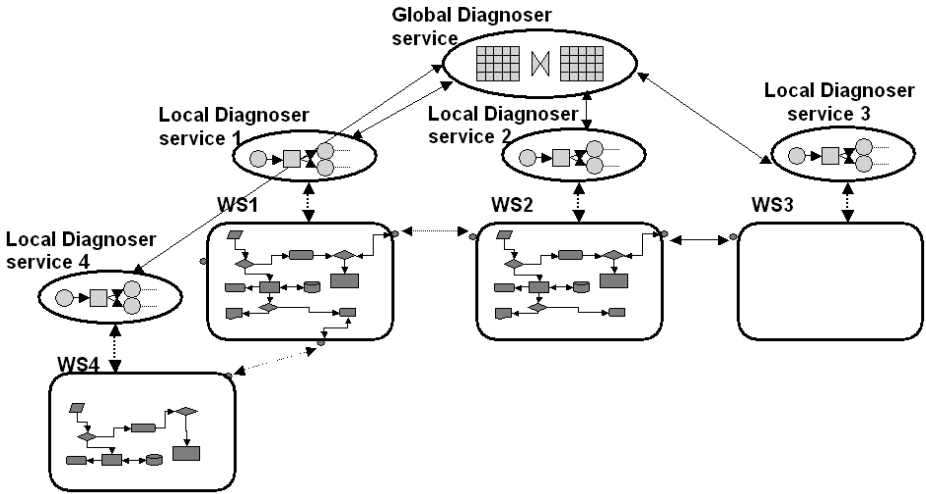 Global Diagnoser
service
Local Diagnoser
service 1
Local Diagnoser
service 2
Local Diagnoser
service 3
WS1
WS2
WS3
Local Diagnoser
service 4
WS4